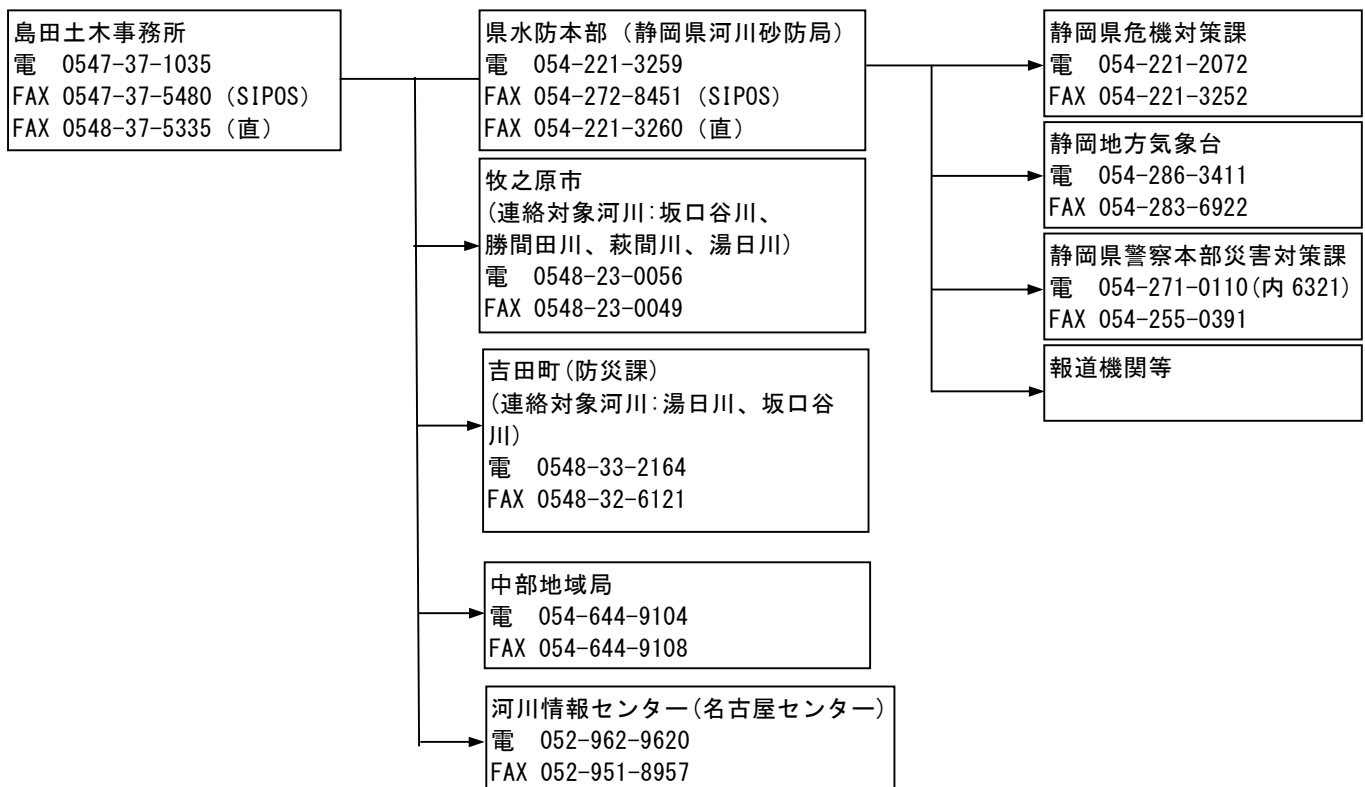 島田土木事務所
電　0547-37-1035
FAX 0547-37-5480（SIPOS）
FAX 0548-37-5335（直）
県水防本部（静岡県河川砂防局）
電　054-221-3259
FAX 054-272-8451（SIPOS）
FAX 054-221-3260（直）
牧之原市
(連絡対象河川:坂口谷川、
勝間田川、萩間川、湯日川)
電　0548-23-0056
FAX 0548-23-0049
吉田町(防災課)
(連絡対象河川:湯日川、坂口谷
川)
電　0548-33-2164
FAX 0548-32-6121
中部地域局
電　054-644-9104
FAX 054-644-9108
河川情報センター(名古屋センター)
電　052-962-9620
FAX 052-951-8957
静岡県危機対策課
電　054-221-2072
FAX 054-221-3252
静岡地方気象台
電　054-286-3411
FAX 054-283-6922
静岡県警察本部災害対策課
電　054-271-0110(内 6321)
FAX 054-255-0391
報道機関等